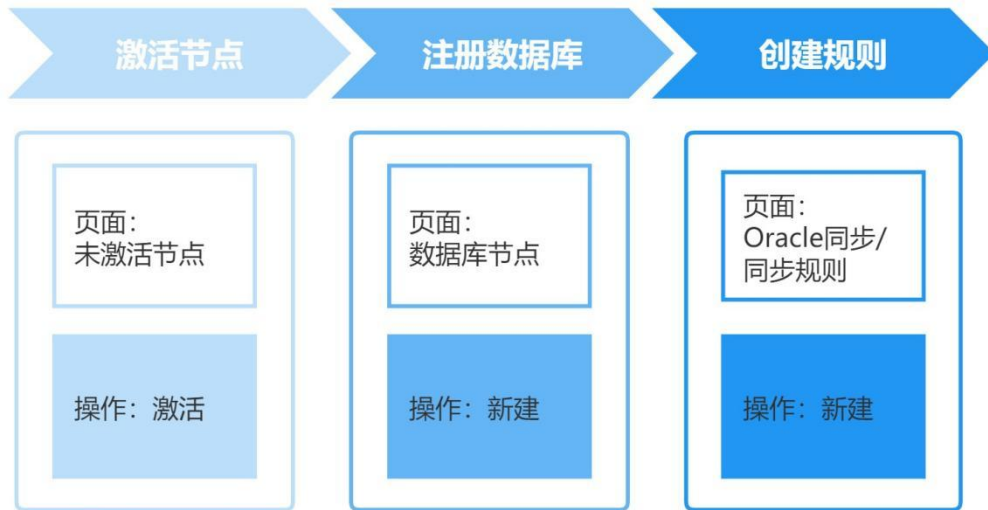 激活节点
注册数据库
创建规则
页面：
未激活节点
页面：
数据库节点
页面：
Oracle同步/
同步规则
操作：激活
操作：新建
操作：新建